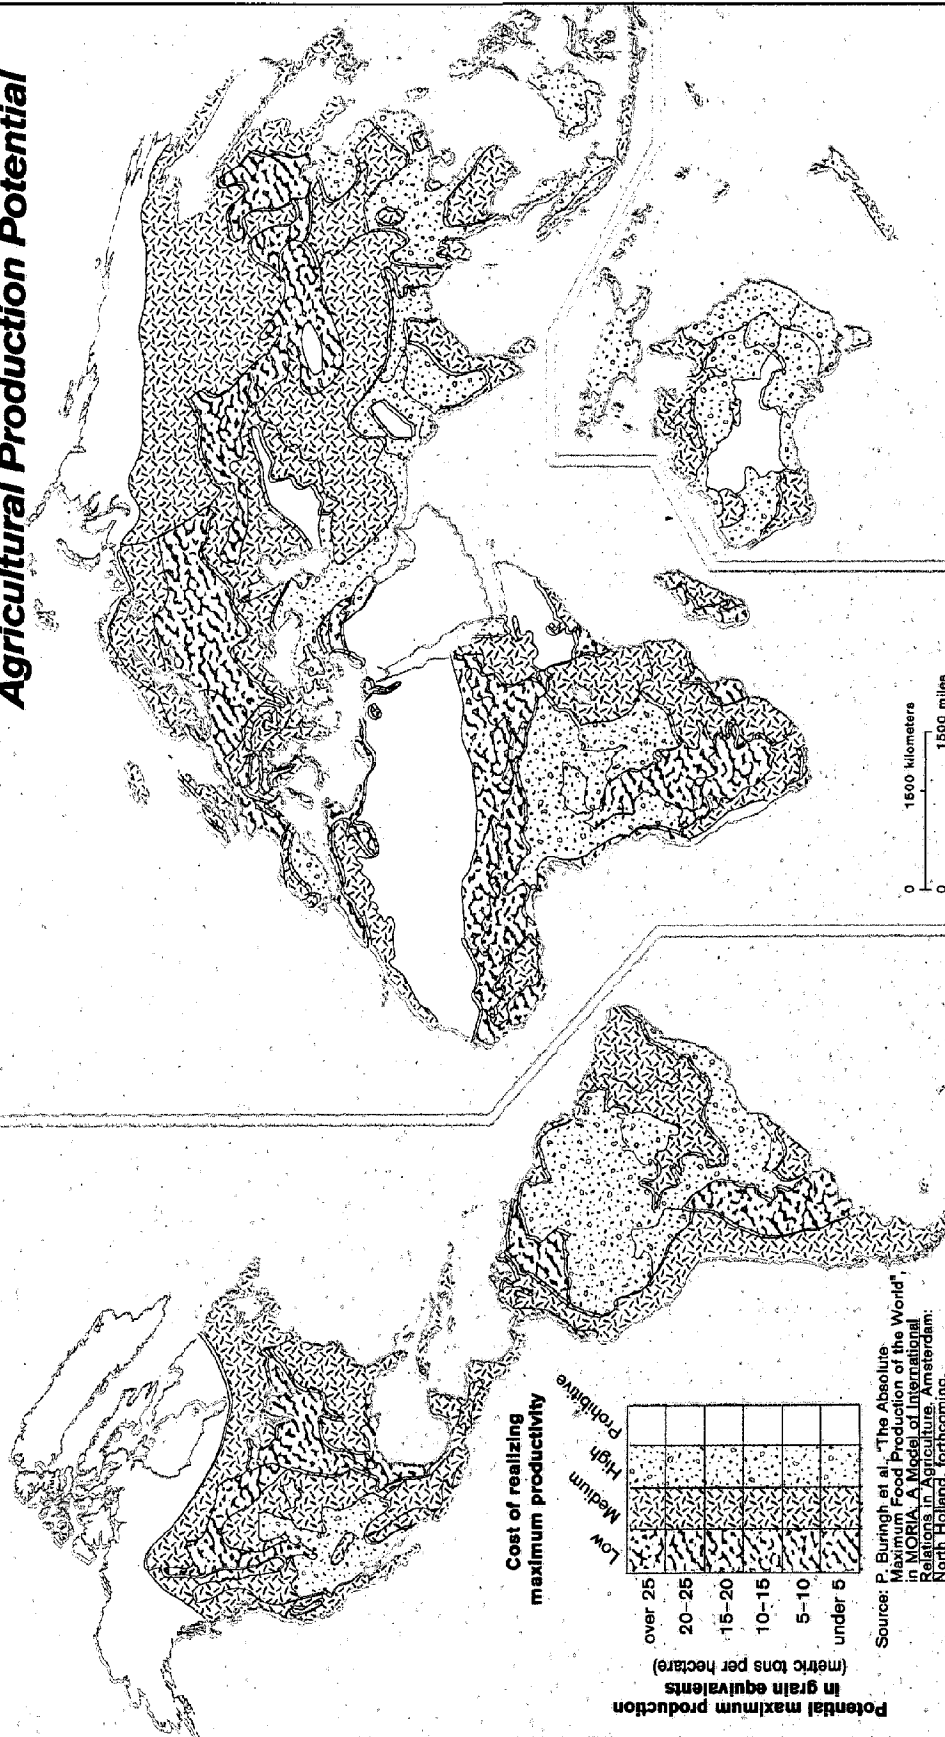 Agricultural Production Potential
Cost of realizing
maximum productivity
Low
Medium
High
Prohibitive
Potential maximum production
in grain equivalents
(metric tons per hectare)
over 25
20-25
15-20
10-15
5-10
under 5
0 1500 kilometers
0 1500 miles
Source: P. Buringh et al. "The Absolute
Maximum Food Production of the World",
in MORIA, A Model of International
Relations in Agriculture. Amsterdam:
North Holland, forthcoming.